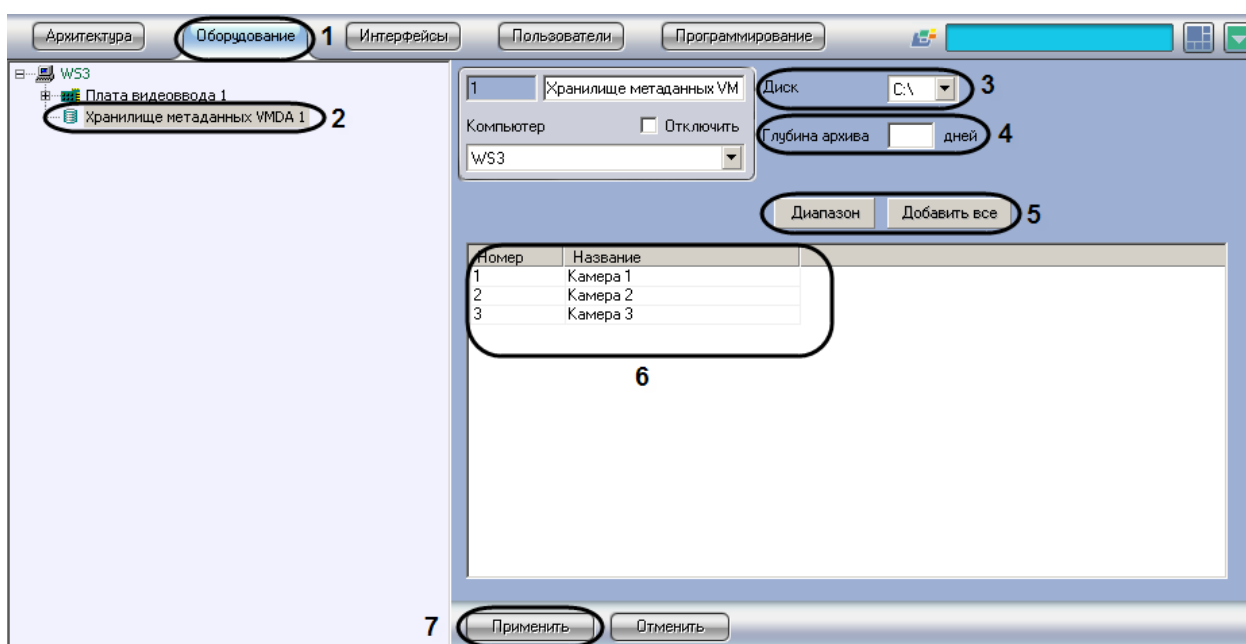 Архитектура Оборудование 1 Интерфейсы Пользователи Программирование
WS3
Плата видеоввода 1
Хранилище метаданных VMDA 1 2
1 Хранилище метаданных VM
Компьютер Отключить
WS3
Диск C:\ 3
Глубина архива дней 4
Диапазон Добавить все 5
Номер Название
1 Камера 1
2 Камера 2
3 Камера 3
6
7 Применить Отменить